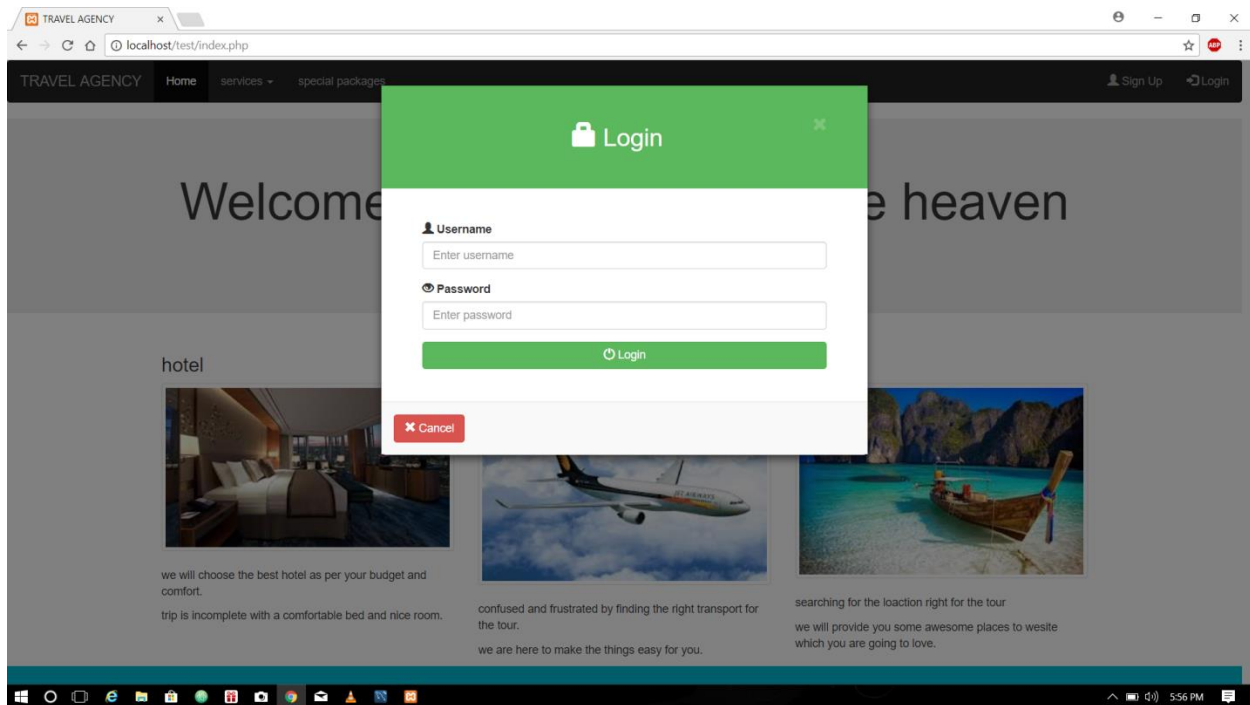 TRAVEL AGENCY
localhost/test/index.php
TRAVEL AGENCY Home services special packages Sign Up Login
Login
Welcome e heaven
Username
Enter username
Password
Enter password
Login
Cancel
hotel
JET AIRWAYS
we will choose the best hotel as per your budget and
comfort.
trip is incomplete with a comfortable bed and nice room.
confused and frustrated by finding the right transport for
the tour.
we are here to make the things easy for you.
searching for the loaction right for the tour
we will provide you some awesome places to wesite
which you are going to love.
5:56 PM